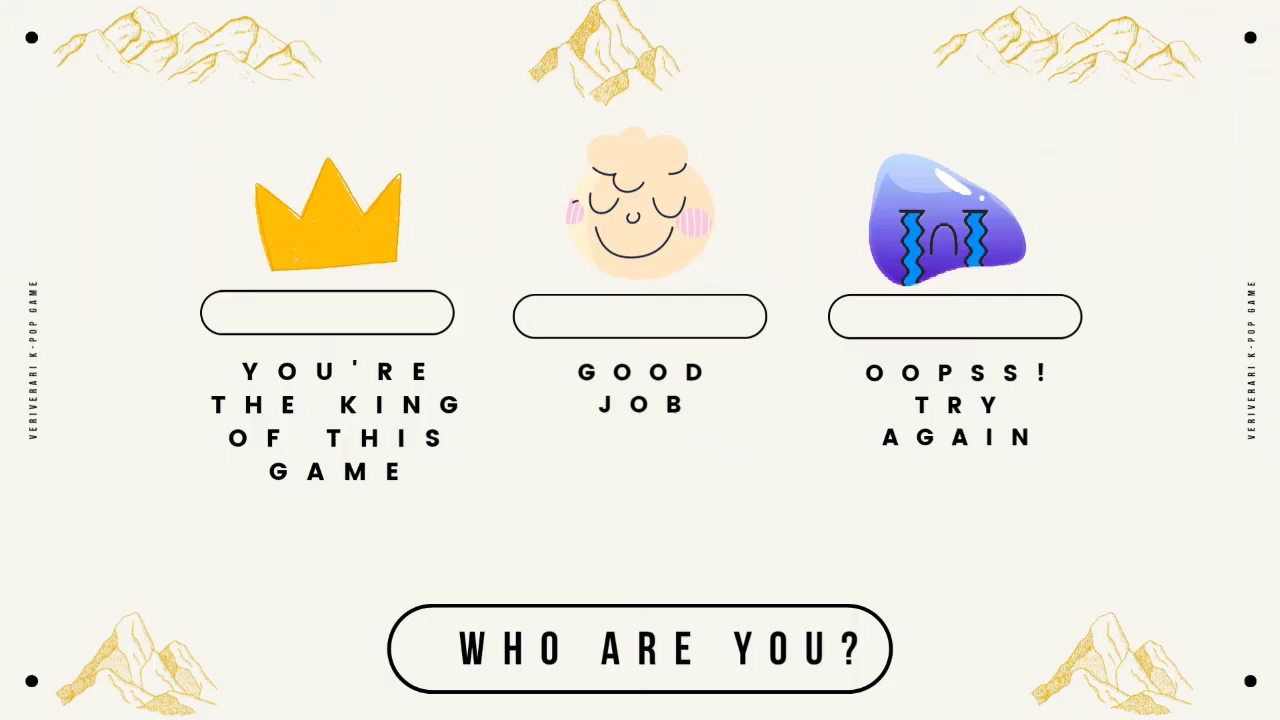 VERIVERARI K-POP GAME
YOU'RE
THE KING
OF THIS
GAME
GOOD
JOB
OOPSS!
TRY
AGAIN
VERIVERARI K-POP GAME
WHO ARE YOU?